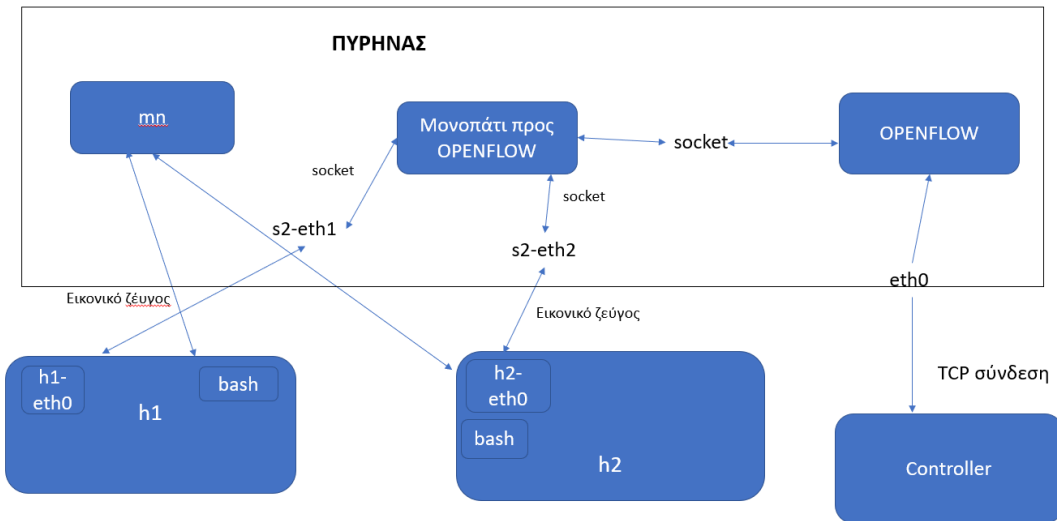 ΠΥΡΗΝΑΣ
mn
Μονοπάτι προς
OPENFLOW
socket
OPENFLOW
socket
socket
s2-eth1
s2-eth2
eth0
Εικονικό ζέυγος
Εικονικό ζεύγος
h1-
eth0
bash
h1
h2-
eth0
bash
h2
TCP σύνδεση
Controller